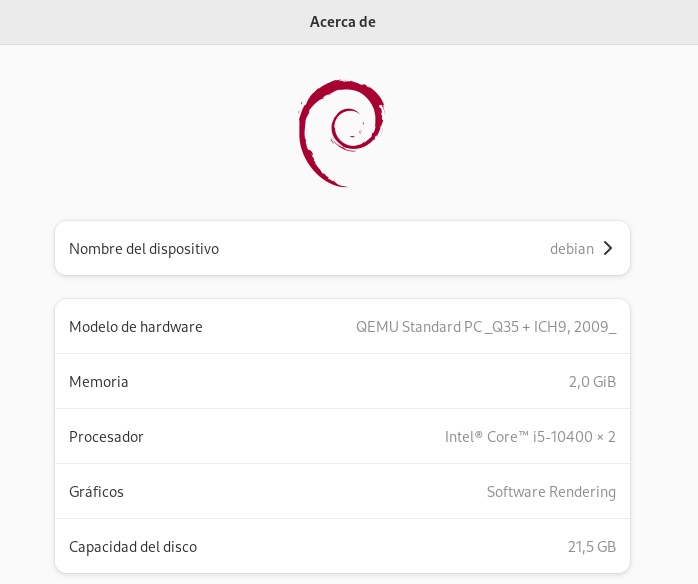 Acerca de
Nombre del dispositivo debian
Modelo de hardware QEMU Standard PC _Q35 + ICH9, 2009_
Memoria 2,0 GiB
Procesador Intel® Core™ i5-10400 × 2
Gráficos Software Rendering
Capacidad del disco 21,5 GB